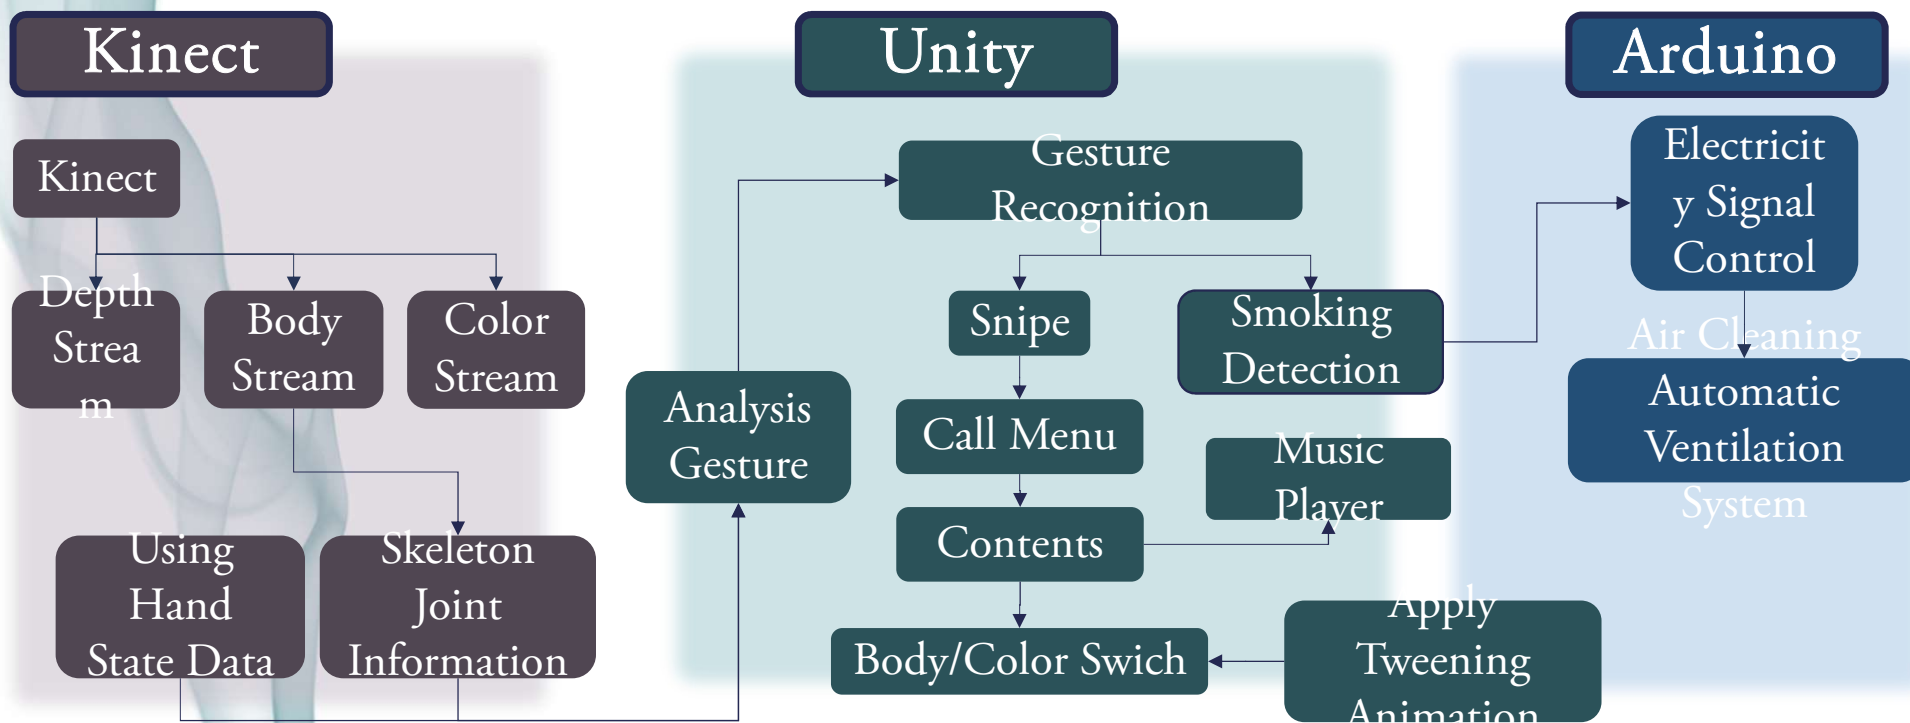 Kinect
Kinect
Depth
Strea
m
Body
Stream
Color
Stream
Using
Hand
State Data
Skeleton
Joint
Information
Unity
Analysis
Gesture
Gesture
Recognition
Snipe
Smoking
Detection
Call Menu
Music
Player
Contents
Body/Color Swich
Apply
Tweening
Animation
Arduino
Electricit
y Signal
Control
Air Cleaning
Automatic
Ventilation
System